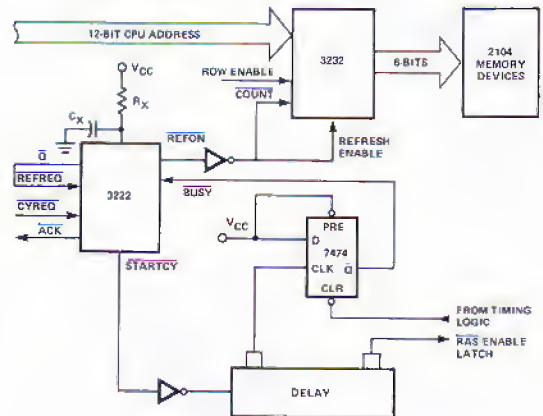 12-BIT CPU ADDRESS
3232
6-BITS
2104
MEMORY
DEVICES
VCC
ROW ENABLE
COUNT
RX
CX
REFON
REFRESH
ENABLE
Q
REFREQ
CYREQ
ACK
3222
BUSY
STARTCY
VCC
PRE
D
7474
CLK
Q
CLR
FROM TIMING
LOGIC
RAS ENABLE
LATCH
DELAY